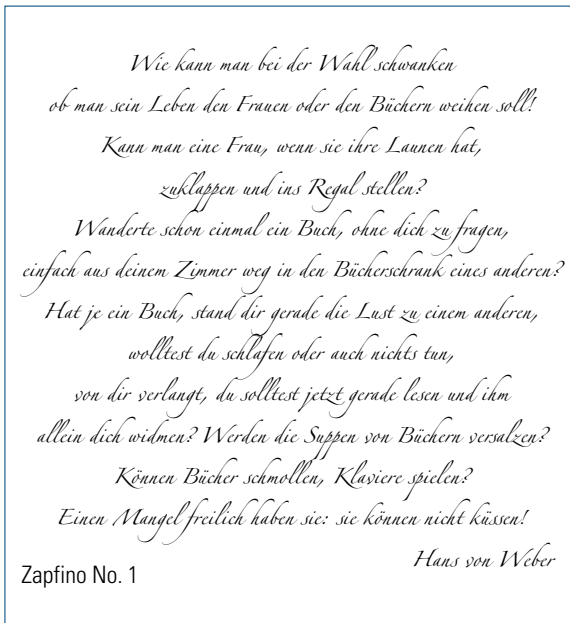 Wie kann man bei der Wahl schwanken
ob man sein Leben den Frauen oder den Büchern weihen soll!
Kann man eine Frau, wenn sie ihre Launen hat,
zuklappen und ins Regal stellen?
Wanderte schon einmal ein Buch, ohne dich zu fragen,
einfach aus deinem Zimmer weg in den Bücherschrank eines anderen?
Hat je ein Buch, stand dir gerade die Lust zu einem anderen,
wolltest du schlafen oder auch nichts tun,
von dir verlangt, du solltest jetzt gerade lesen und ihm
allein dich widmen? Werden die Suppen von Büchern versalzen?
Können Bücher schmollen, Klaviere spielen?
Einen Mangel freilich haben sie: sie können nicht küssen!
Hans von Weber
Zapfino No. 1